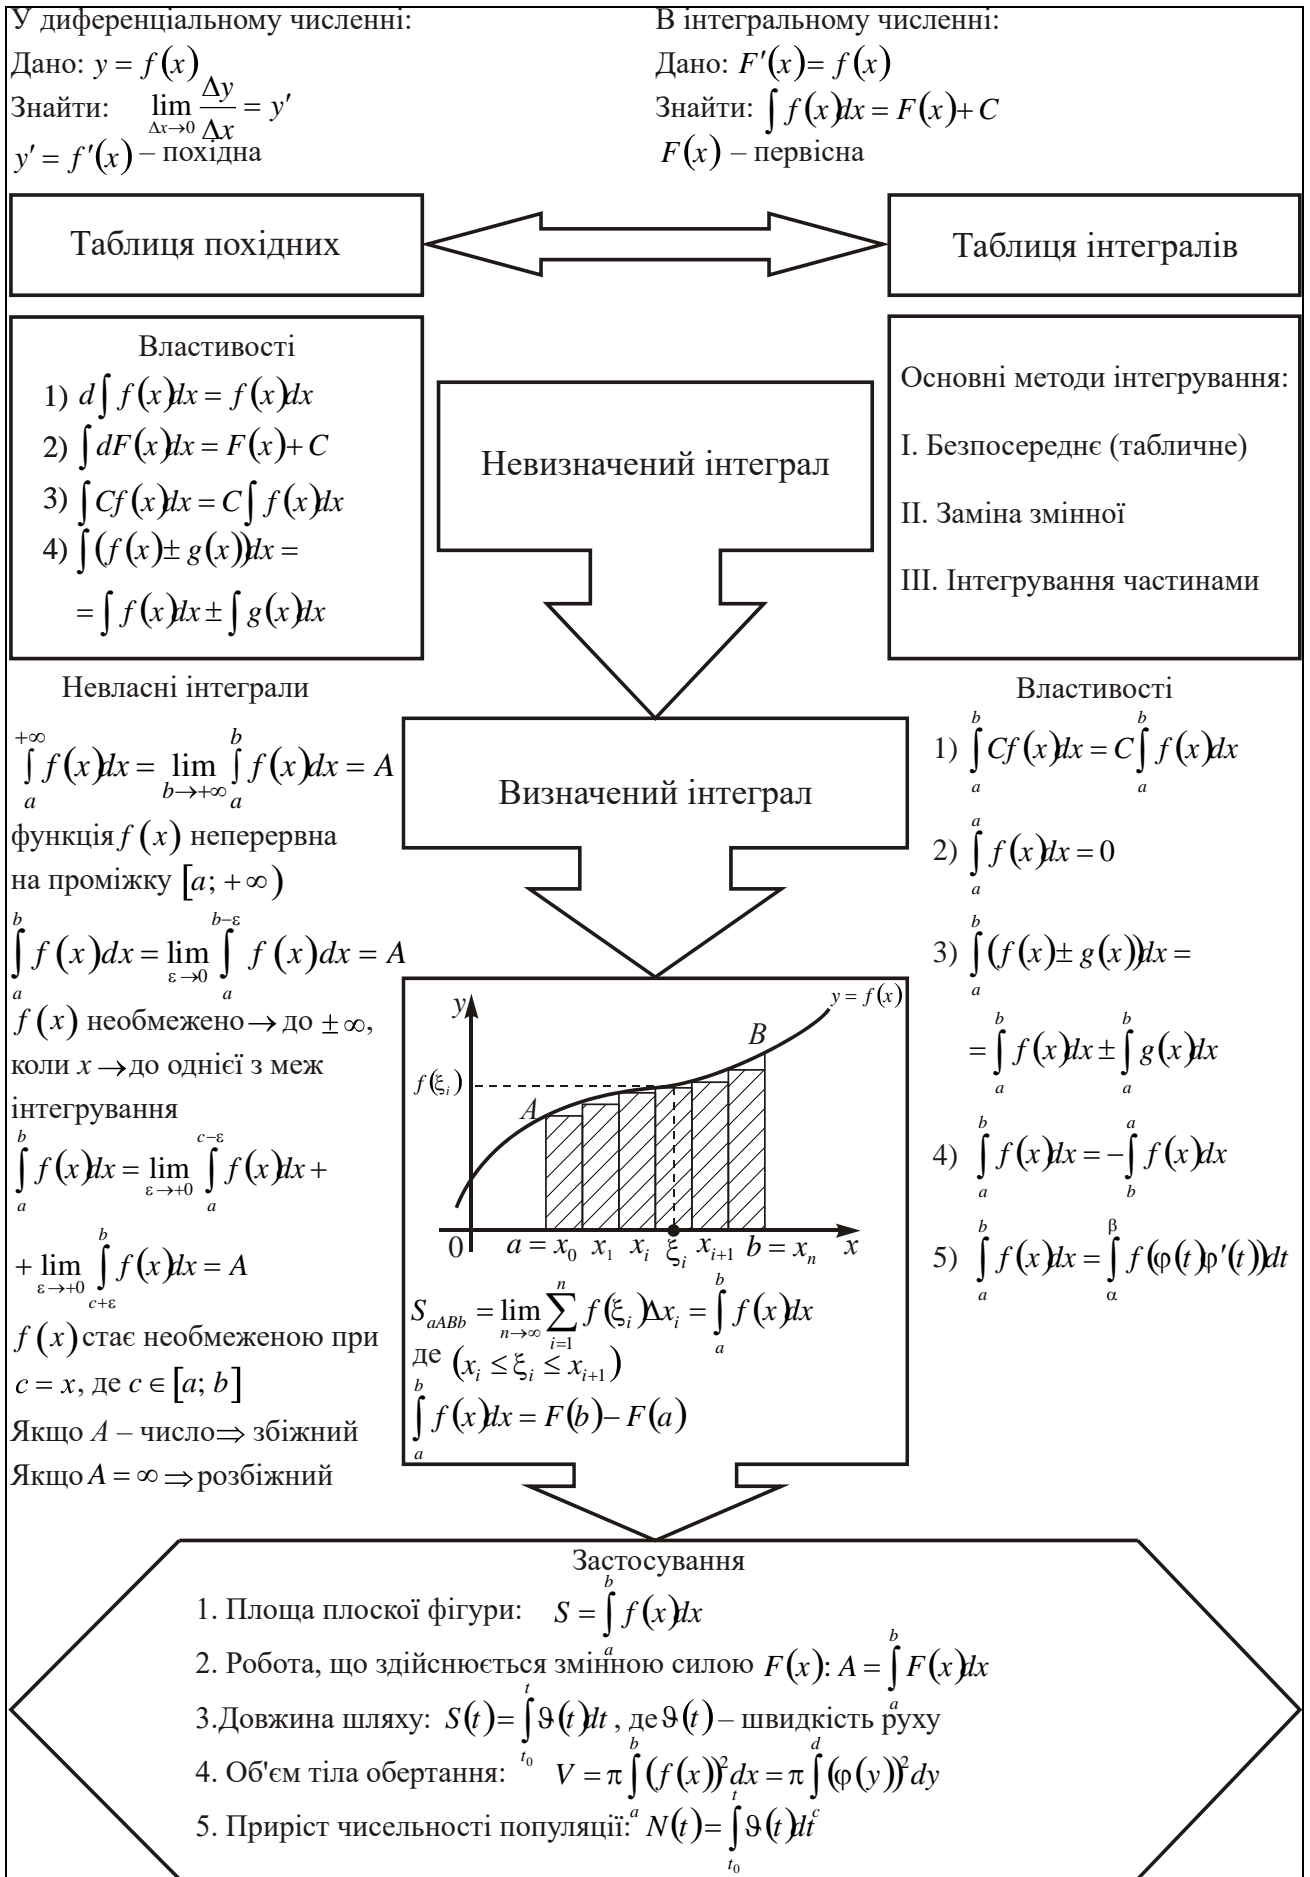 У диференціальному численні:
Дано: y = f(x)
Знайти: lim_{Δx→0} Δy/Δx = y′
y′ = f′(x) – похідна
В інтегральному численні:
Дано: F′(x) = f(x)
Знайти: ∫ f(x)dx = F(x) + C
F(x) – первісна
Таблиця похідних
Таблиця інтегралів
Властивості
1) d∫ f(x)dx = f(x)dx
2) ∫ dF(x)dx = F(x) + C
3) ∫ Cf(x)dx = C∫ f(x)dx
4) ∫ (f(x) ± g(x))dx =
= ∫ f(x)dx ± ∫ g(x)dx
Невизначений інтеграл
Основні методи інтегрування:
I. Безпосереднє (табличне)
II. Заміна змінної
III. Інтегрування частинами
Невласні інтеграли
∫_a^{+∞} f(x)dx = lim_{b→+∞} ∫_a^b f(x)dx = A
функція f(x) неперервна
на проміжку [a; +∞)
∫_a^b f(x)dx = lim_{ε→0} ∫_a^{b−ε} f(x)dx = A
f(x) необмежено → до ±∞,
коли x → до однієї з меж
інтегрування
∫_a^b f(x)dx = lim_{ε→+0} ∫_a^{c−ε} f(x)dx +
+ lim_{ε→+0} ∫_{c+ε}^b f(x)dx = A
f(x) стає необмеженою при
c = x, де c ∈ [a; b]
Якщо A – число ⇒ збіжний
Якщо A = ∞ ⇒ розбіжний
Визначений інтеграл
y
y = f(x)
B
f(ξ_i)
A
0 a = x_0 x_1 x_i ξ_i x_{i+1} b = x_n x
S_{aABb} = lim_{n→∞} ∑_{i=1}^n f(ξ_i)Δx_i = ∫_a^b f(x)dx
де (x_i ≤ ξ_i ≤ x_{i+1})
∫_a^b f(x)dx = F(b) − F(a)
Властивості
1) ∫_a^b Cf(x)dx = C∫_a^b f(x)dx
2) ∫_a^a f(x)dx = 0
3) ∫_a^b (f(x) ± g(x))dx =
= ∫_a^b f(x)dx ± ∫_a^b g(x)dx
4) ∫_a^b f(x)dx = −∫_b^a f(x)dx
5) ∫_a^b f(x)dx = ∫_α^β f(φ(t)φ′(t))dt
Застосування
1. Площа плоскої фігури: S = ∫_a^b f(x)dx
2. Робота, що здійснюється змінною силою F(x): A = ∫_a^b F(x)dx
3.Довжина шляху: S(t) = ∫_{t_0}^t ϑ(t)dt , де ϑ(t) – швидкість руху
4. Об'єм тіла обертання: V = π∫_a^b (f(x))²dx = π∫_c^d (φ(y))²dy
5. Приріст чисельності популяції: N(t) = ∫_{t_0}^t ϑ(t)dt